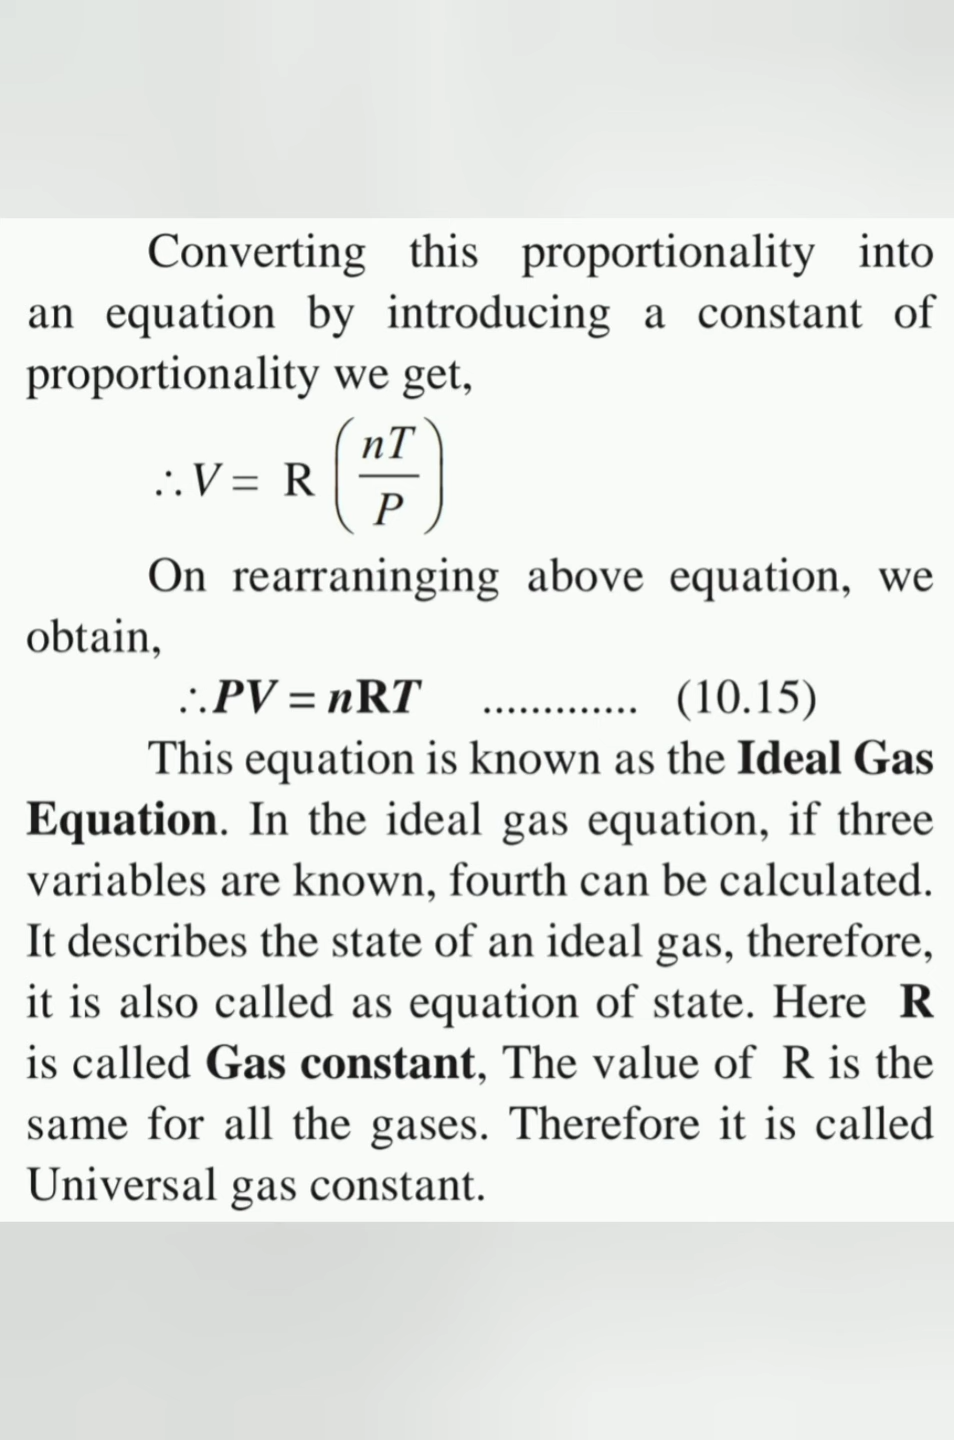 Converting this proportionality into
an equation by introducing a constant of
proportionality we get,
∴ V = R (nT/P)
On rearraninging above equation, we
obtain,
∴ PV = nRT ............. (10.15)
This equation is known as the Ideal Gas
Equation. In the ideal gas equation, if three
variables are known, fourth can be calculated.
It describes the state of an ideal gas, therefore,
it is also called as equation of state. Here R
is called Gas constant, The value of R is the
same for all the gases. Therefore it is called
Universal gas constant.